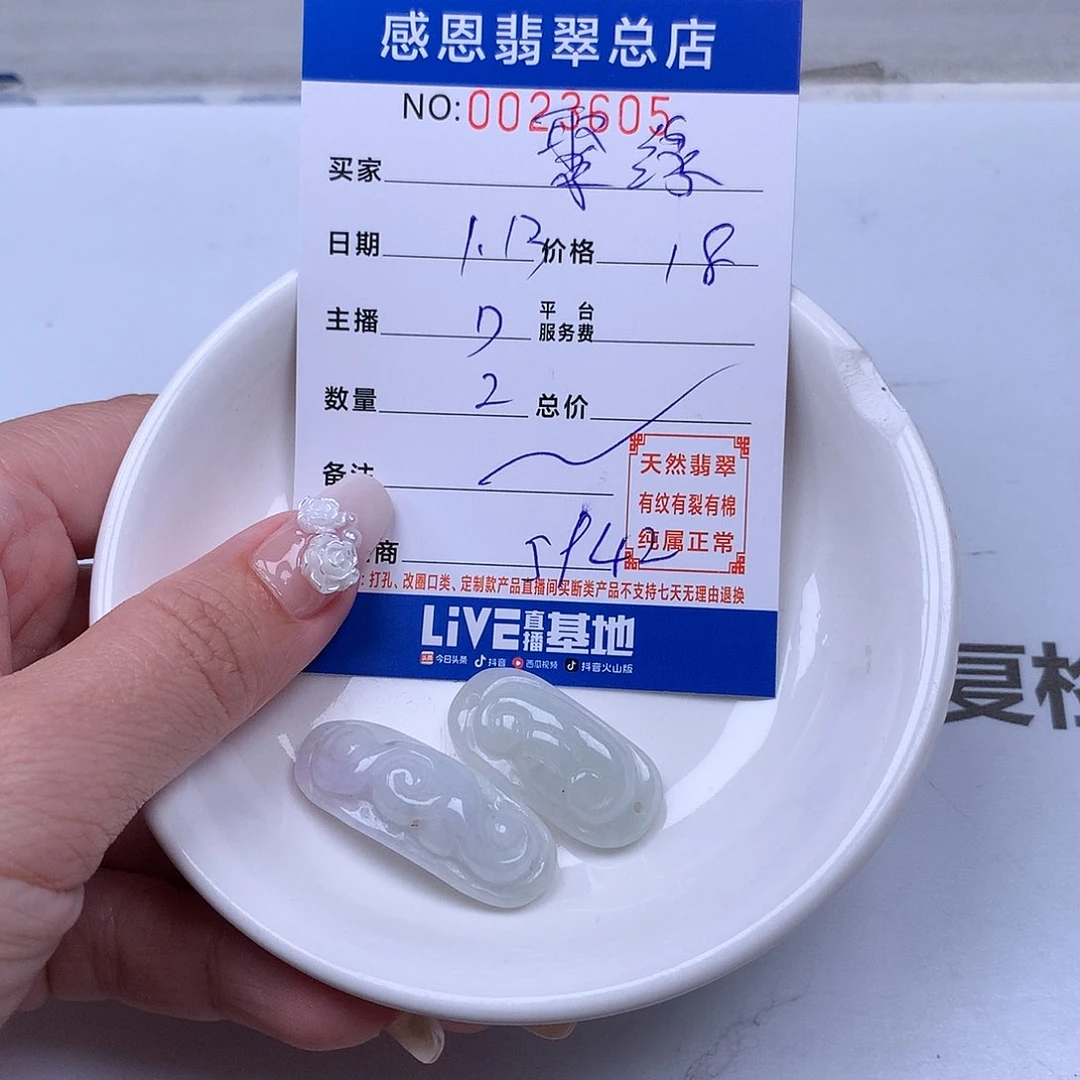 感恩翡翠总店
NO:0023605
买家 缘
日期 1.13 价格 18
主播 平台
服务费
数量 2 总价
备注
天然翡翠
有纹有裂有棉
纯属正常
商
：打孔、改圈口类、定制款产品直播间买断类产品不支持七天无理由退换
LiVE直播基地
头条 今日头条 抖音 西瓜视频 抖音火山版
复检